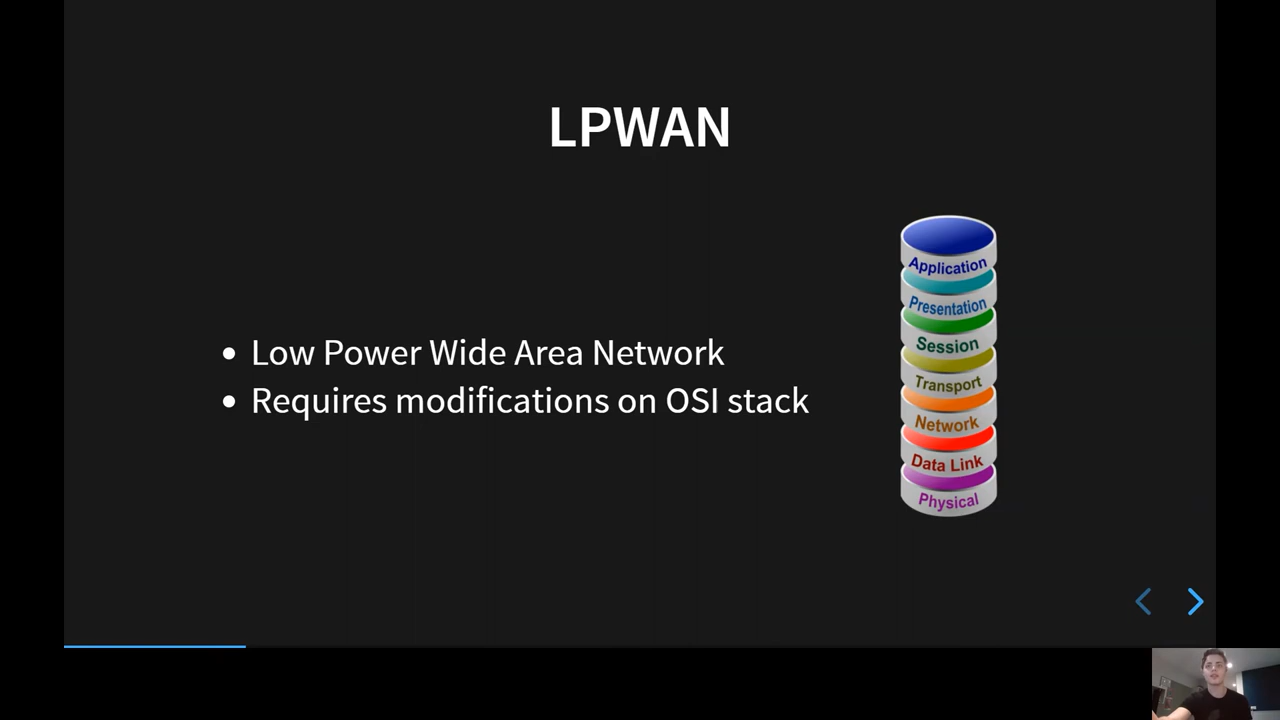 LPWAN
Low Power Wide Area Network
Requires modifications on OSI stack
Application
Presentation
Session
Transport
Network
Data Link
Physical